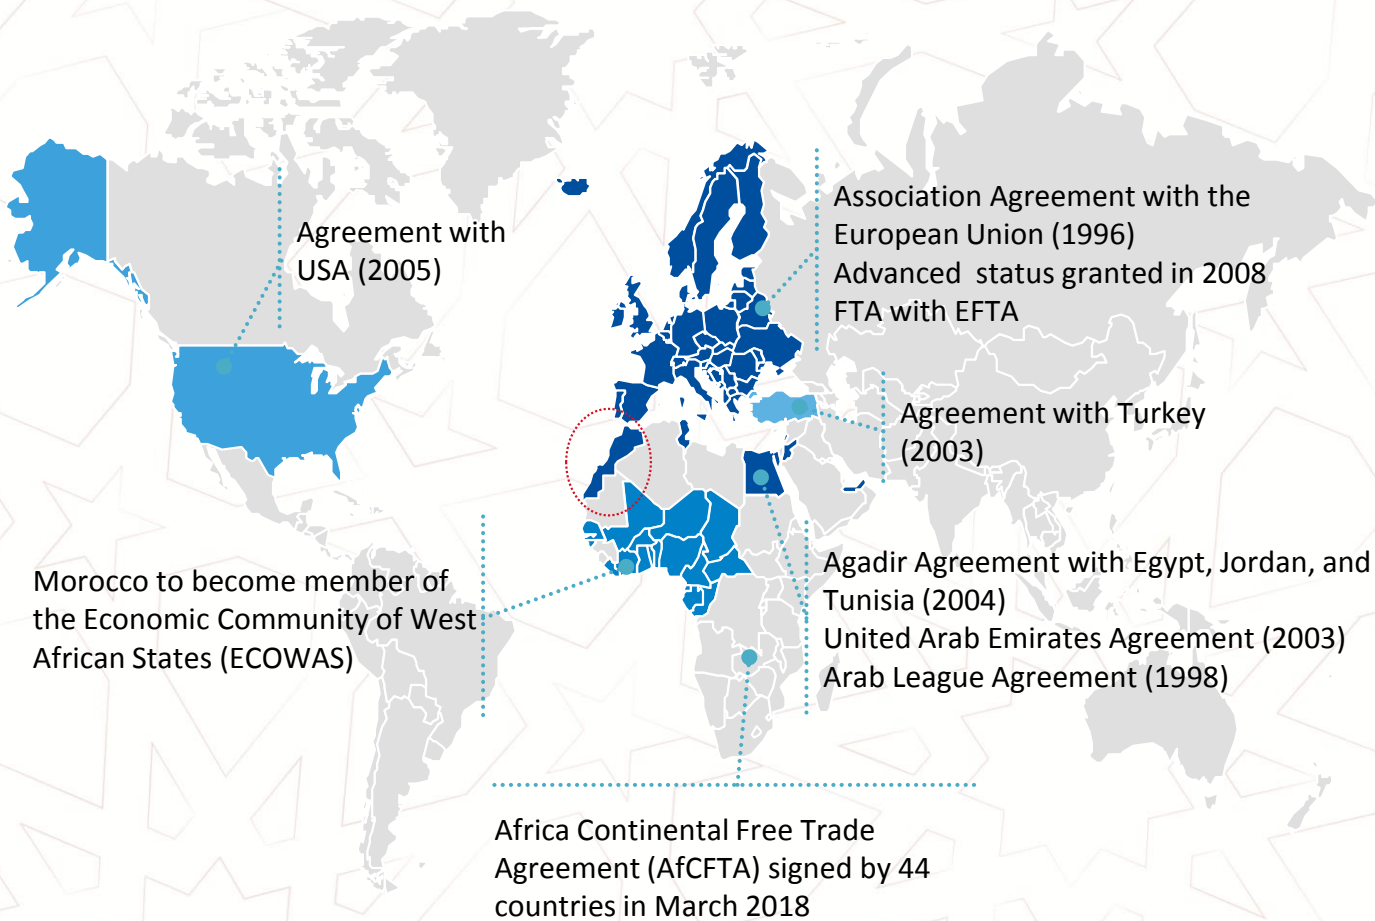 Agreement with
USA (2005)
Association Agreement with the
European Union (1996)
Advanced status granted in 2008
FTA with EFTA
Agreement with Turkey
(2003)
Morocco to become member of
the Economic Community of West
African States (ECOWAS)
Agadir Agreement with Egypt, Jordan, and
Tunisia (2004)
United Arab Emirates Agreement (2003)
Arab League Agreement (1998)
Africa Continental Free Trade
Agreement (AfCFTA) signed by 44
countries in March 2018